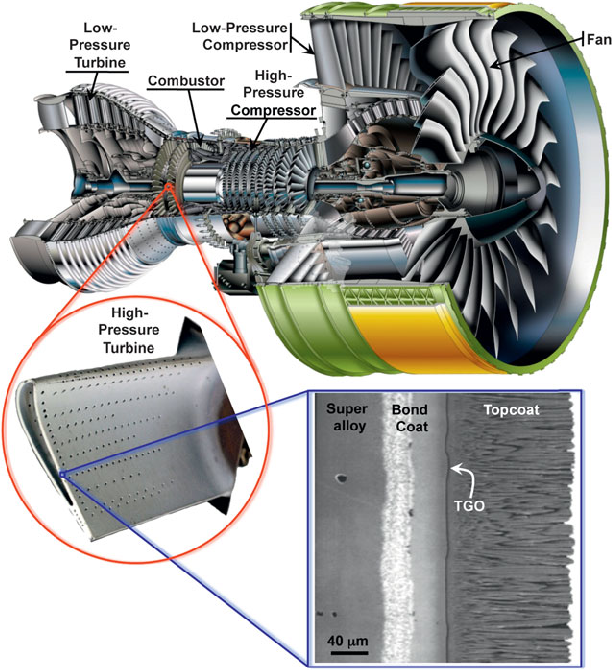 Low-
Pressure
Turbine
Combustor
Low-Pressure
Compressor
High-
Pressure
Compressor
Fan
High-
Pressure
Turbine
Super
alloy
Bond
Coat
Topcoat
TGO
40 μm